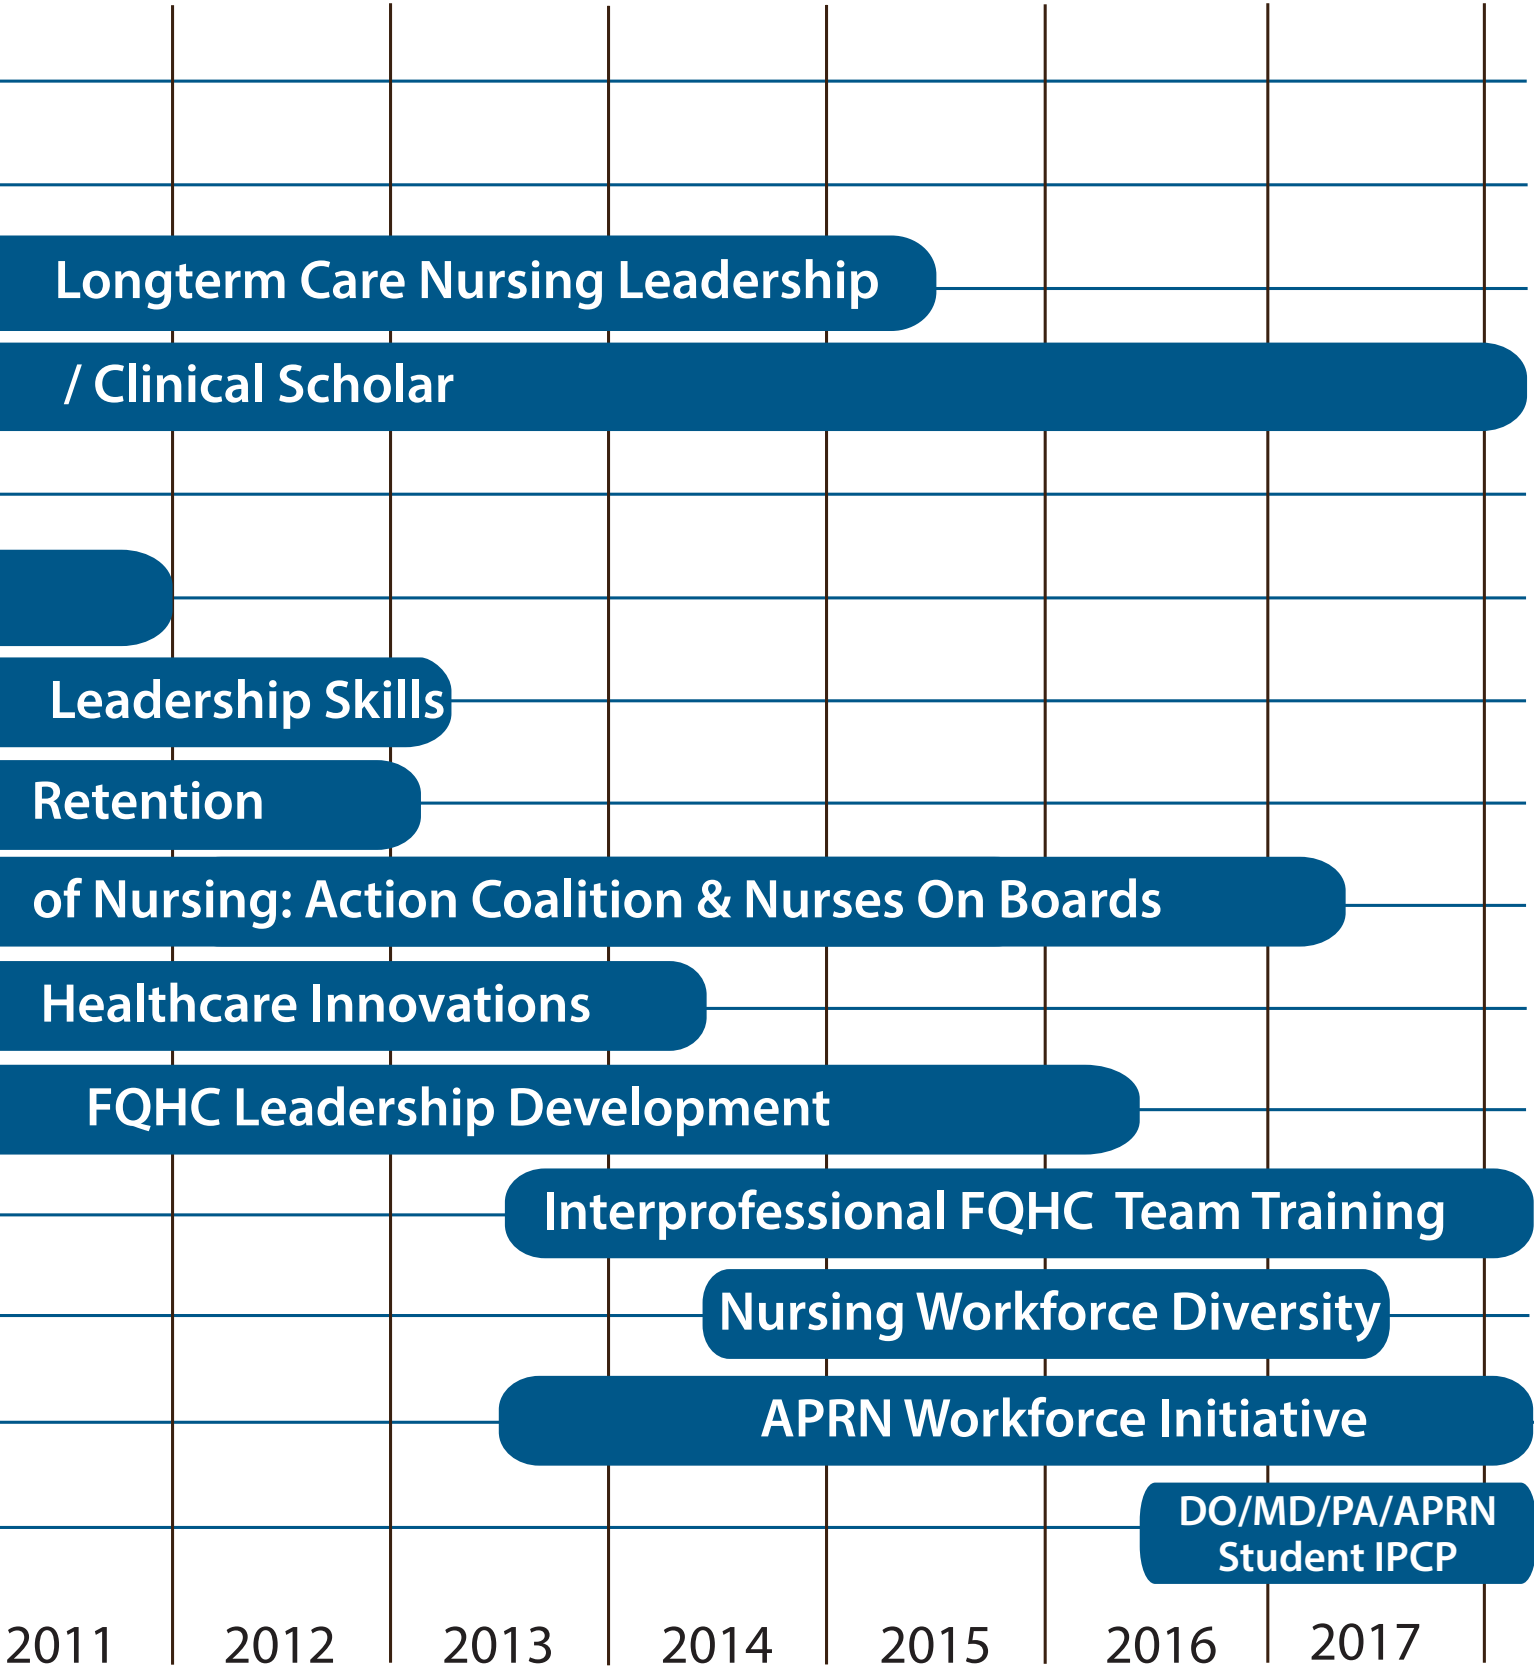 Longterm Care Nursing Leadership
/ Clinical Scholar
Leadership Skills
Retention
of Nursing: Action Coalition & Nurses On Boards
Healthcare Innovations
FQHC Leadership Development
Interprofessional FQHC Team Training
Nursing Workforce Diversity
APRN Workforce Initiative
DO/MD/PA/APRN
Student IPCP
2011 2012 2013 2014 2015 2016 2017